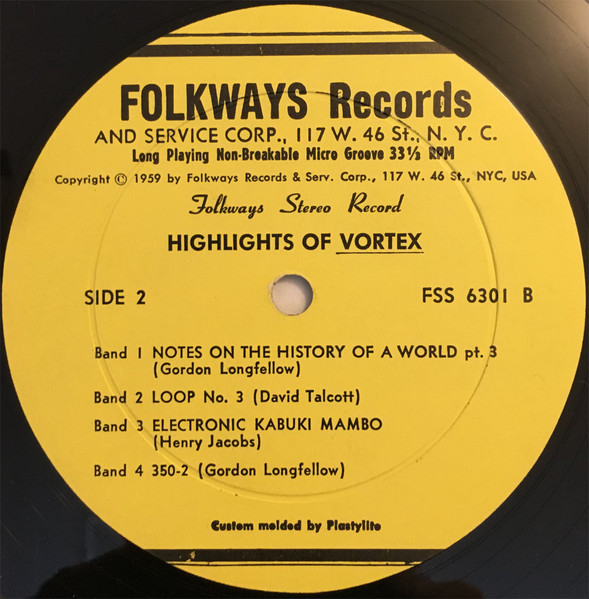 FOLKWAYS Records
AND SERVICE CORP., 117 W. 46 St., N. Y. C.
Long Playing Non-Breakable Micro Groove 33⅓ RPM
Copyright © 1959 by Folkways Records & Serv. Corp., 117 W. 46 St., NYC, USA
Folkways Stereo Record
HIGHLIGHTS OF VORTEX
SIDE 2 FSS 6301 B
Band 1 NOTES ON THE HISTORY OF A WORLD pt. 3
(Gordon Longfellow)
Band 2 LOOP No. 3 (David Talcott)
Band 3 ELECTRONIC KABUKI MAMBO
(Henry Jacobs)
Band 4 350-2 (Gordon Longfellow)
Custom molded by Plastylite